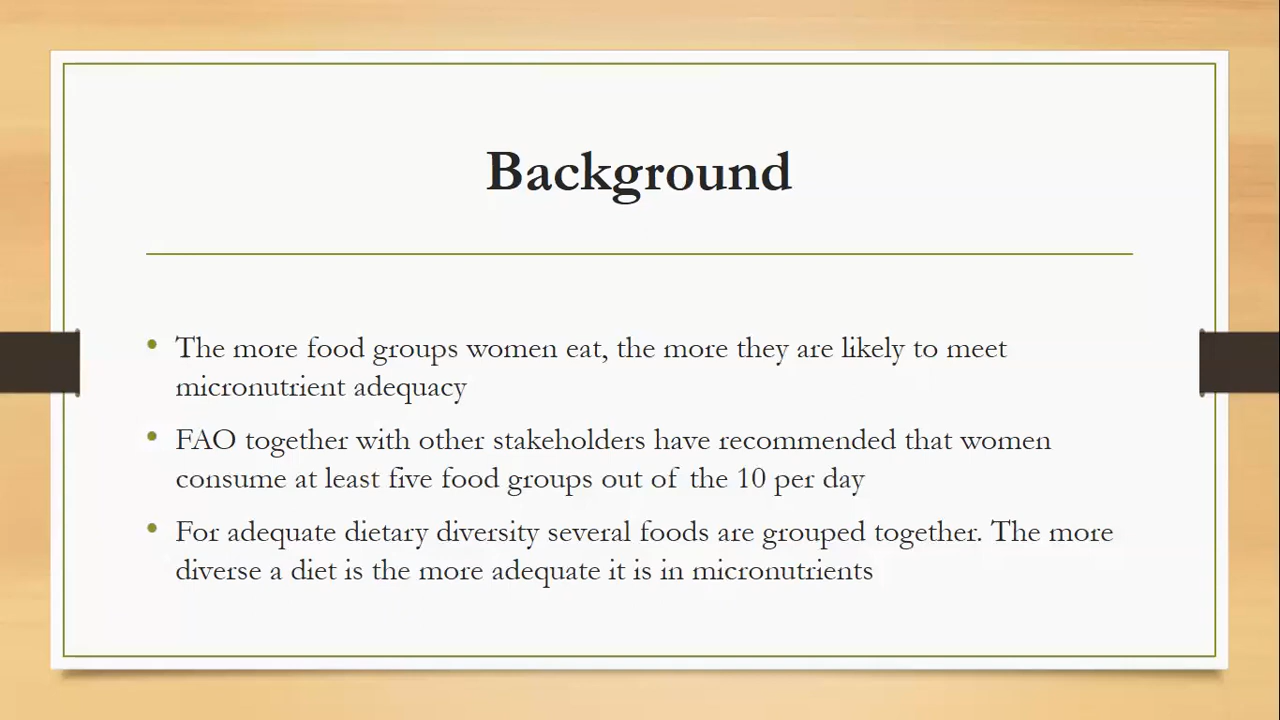 Background
• The more food groups women eat, the more they are likely to meet
micronutrient adequacy
• FAO together with other stakeholders have recommended that women
consume at least five food groups out of the 10 per day
• For adequate dietary diversity several foods are grouped together. The more
diverse a diet is the more adequate it is in micronutrients